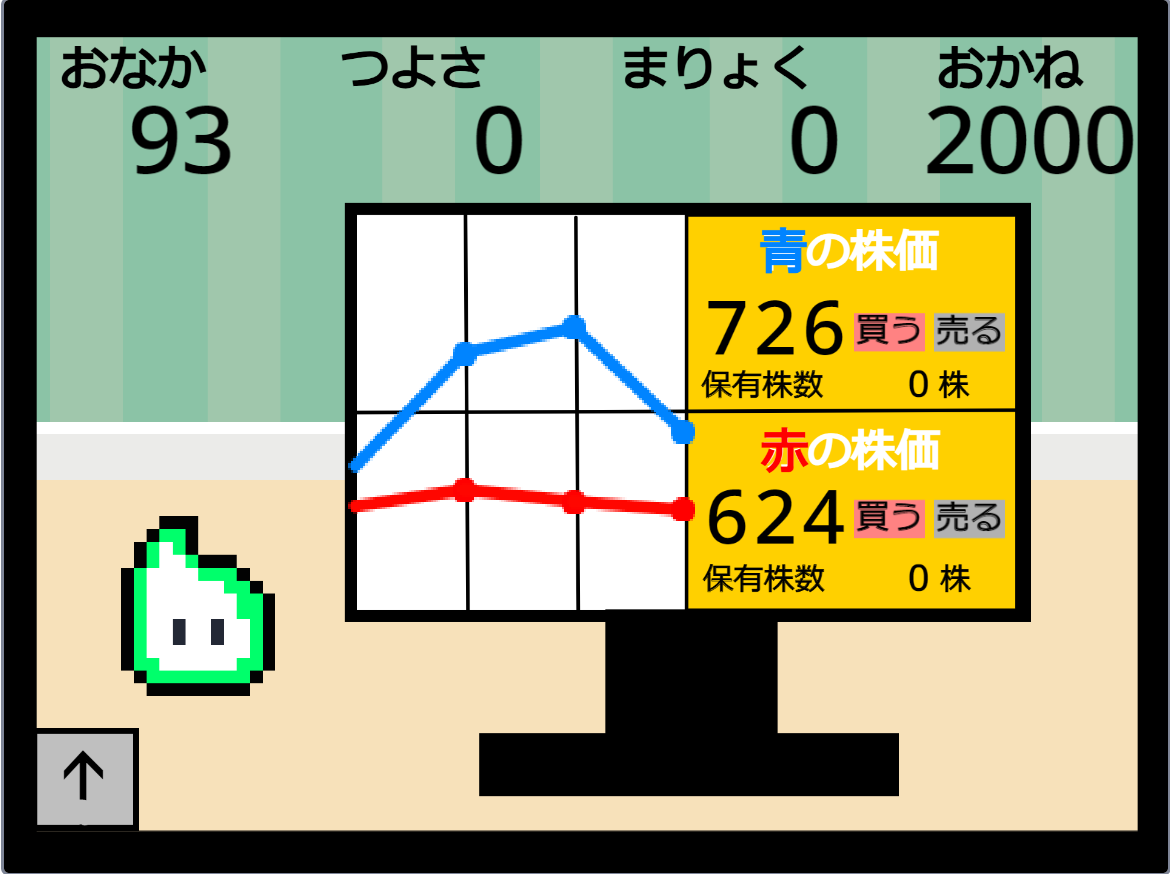 おなか つよさ まりょく おかね
93 0 0 2000
青の株価
726 買う 売る
保有株数 0 株
赤の株価
624 買う 売る
保有株数 0 株
↑